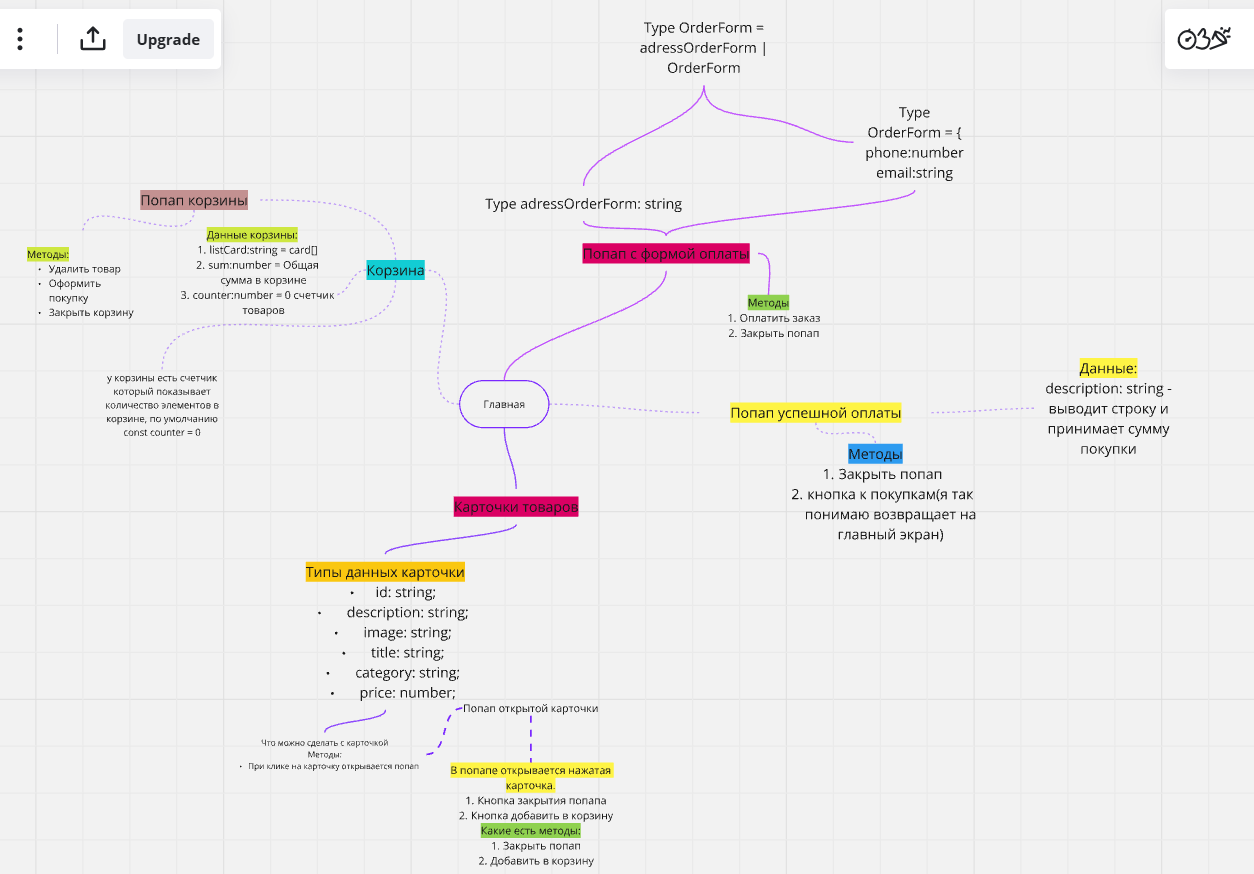 Upgrade
Type OrderForm =
adressOrderForm |
OrderForm
Type
OrderForm = {
phone:number
email:string
Type adressOrderForm: string
Попап с формой оплаты
Методы
1. Оплатить заказ
2. Закрыть попап
Попап корзины
Методы:
• Удалить товар
• Оформить
покупку
• Закрыть корзину
Данные корзины:
1. listCard:string = card[]
2. sum:number = Общая
сумма в корзине
3. counter:number = 0 счетчик
товаров
Корзина
у корзины есть счетчик
который показывает
количество элементов в
корзине, по умолчанию
const counter = 0
Главная
Попап успешной оплаты
Данные:
description: string -
выводит строку и
принимает сумму
покупки
Методы
1. Закрыть попап
2. кнопка к покупкам(я так
понимаю возвращает на
главный экран)
Карточки товаров
Типы данных карточки
• id: string;
• description: string;
• image: string;
• title: string;
• category: string;
• price: number;
Что можно сделать с карточкой
Методы:
• При клике на карточку открывается попап
Попап открытой карточки
В попапе открывается нажатая
карточка.
1. Кнопка закрытия попапа
2. Кнопка добавить в корзину
Какие есть методы:
1. Закрыть попап
2. Добавить в корзину